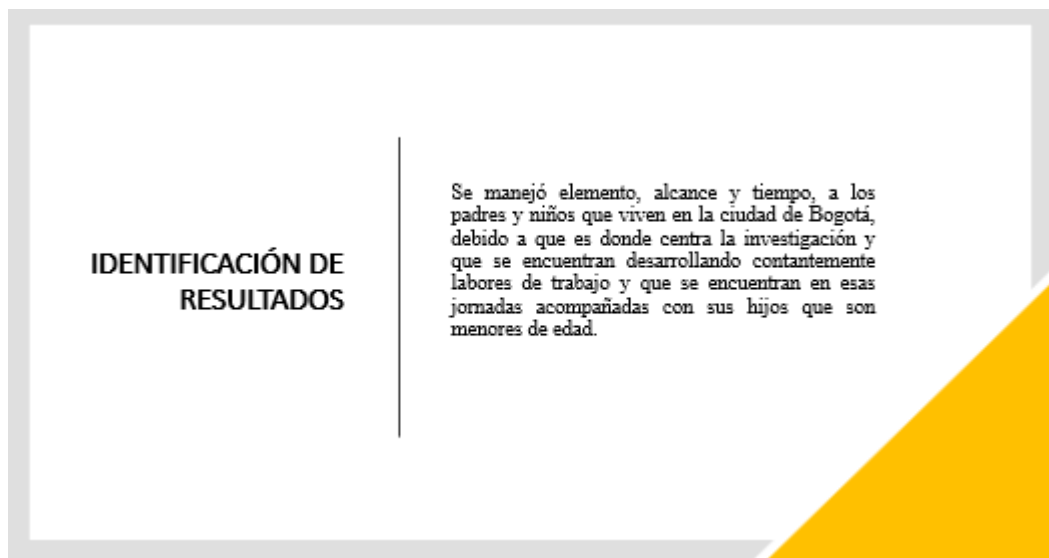 IDENTIFICACIÓN DE
RESULTADOS
Se manejó elemento, alcance y tiempo, a los
padres y niños que viven en la ciudad de Bogotá,
debido a que es donde centra la investigación y
que se encuentran desarrollando contantemente
labores de trabajo y que se encuentran en esas
jornadas acompañadas con sus hijos que son
menores de edad.